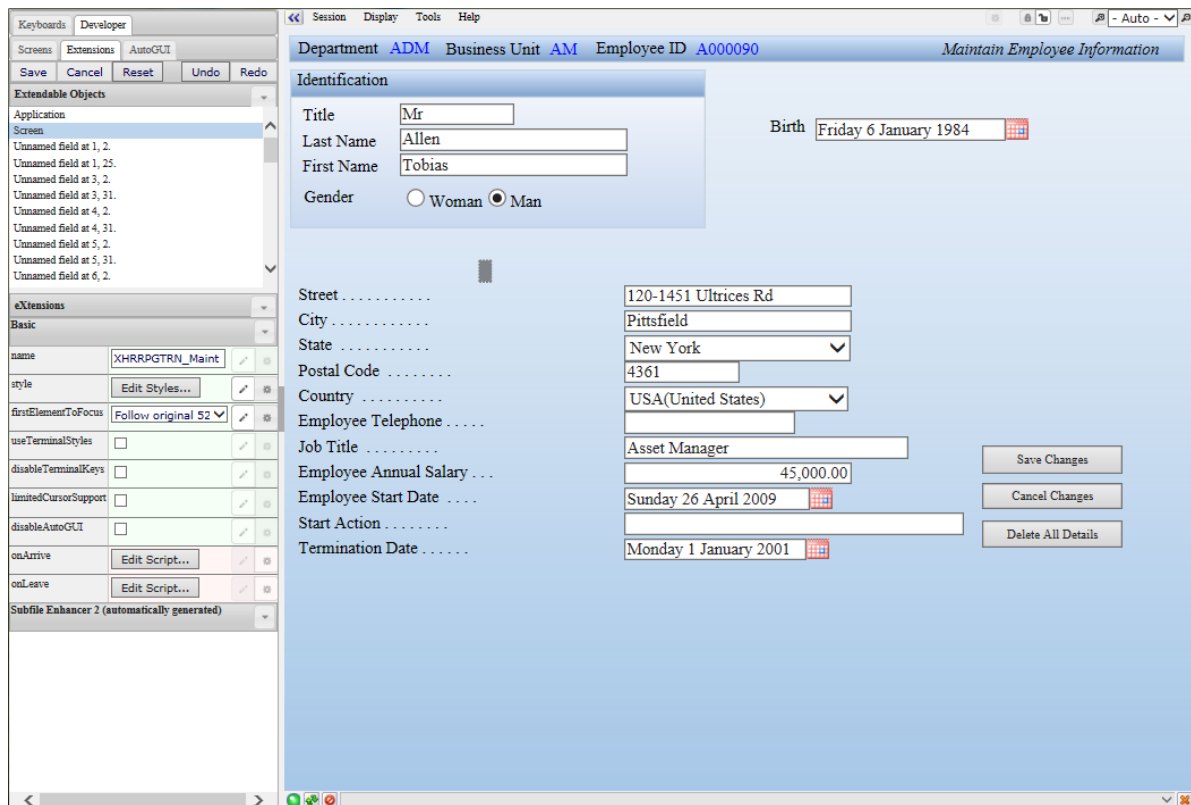 Keyboards Developer
Screens Extensions AutoGUI
Save Cancel Reset Undo Redo
Extendable Objects
Application
Screen
Unnamed field at 1, 2.
Unnamed field at 1, 25.
Unnamed field at 3, 2.
Unnamed field at 3, 31.
Unnamed field at 4, 2.
Unnamed field at 4, 31.
Unnamed field at 5, 2.
Unnamed field at 5, 31.
Unnamed field at 6, 2.
eXtensions
Basic
name XHRRPGTRN_Maint
style Edit Styles...
firstElementToFocus Follow original 52
useTerminalStyles
disableTerminalKeys
limitedCursorSupport
disableAutoGUI
onArrive Edit Script...
onLeave Edit Script...
Subfile Enhancer 2 (automatically generated)
Session Display Tools Help
- Auto -
Department ADM Business Unit AM Employee ID A000090 Maintain Employee Information
Identification
Title Mr
Last Name Allen
First Name Tobias
Gender Woman Man
Birth Friday 6 January 1984
Street . . . . . . . . . . . 120-1451 Ultrices Rd
City . . . . . . . . . . . . Pittsfield
State . . . . . . . . . . . New York
Postal Code . . . . . . . . 4361
Country . . . . . . . . . . USA(United States)
Employee Telephone . . . . .
Job Title . . . . . . . . . Asset Manager
Employee Annual Salary . . . 45,000.00
Employee Start Date . . . . Sunday 26 April 2009
Start Action . . . . . . . .
Termination Date . . . . . . Monday 1 January 2001
Save Changes
Cancel Changes
Delete All Details